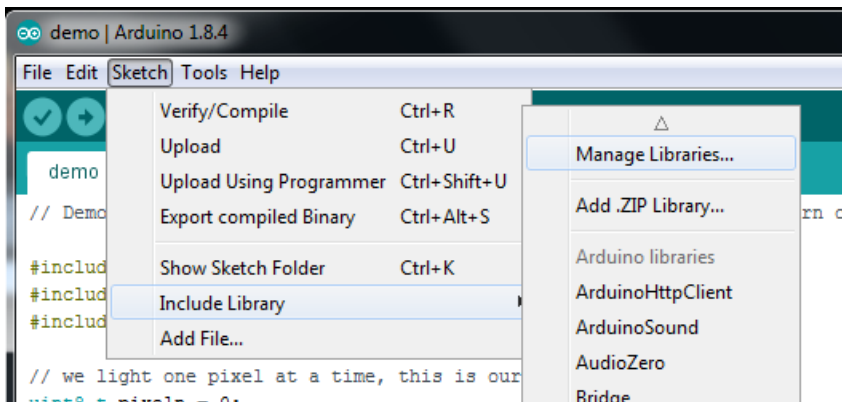 demo | Arduino 1.8.4
File Edit Sketch Tools Help
Verify/Compile Ctrl+R
Upload Ctrl+U
Upload Using Programmer Ctrl+Shift+U
Export compiled Binary Ctrl+Alt+S
Show Sketch Folder Ctrl+K
Include Library
Add File...
Manage Libraries...
Add .ZIP Library...
Arduino libraries
ArduinoHttpClient
ArduinoSound
AudioZero
Bridge
demo
// Demo
#includ
#includ
#includ
// we light one pixel at a time, this is our